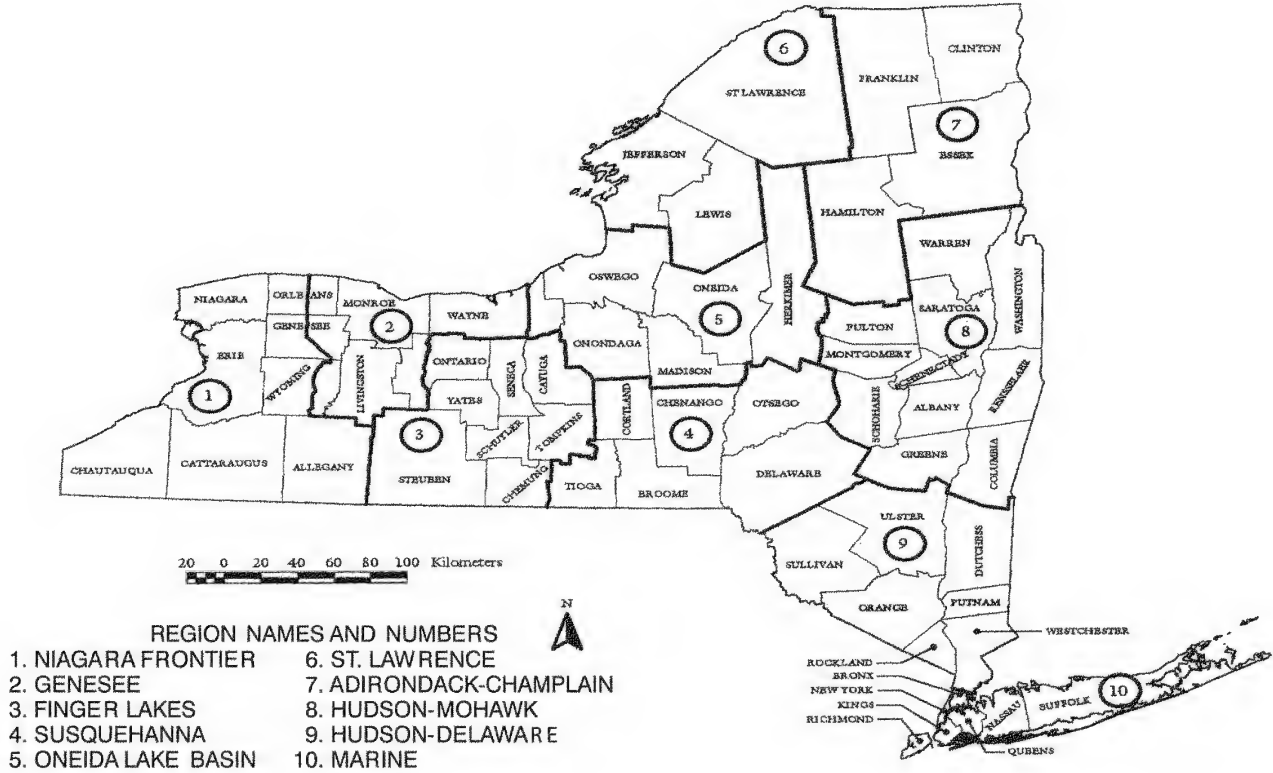 6
CLINTON
FRANKLIN
ST LAWRENCE
7
ESSEX
JEFFERSON
LEWIS
HAMILTON
WARREN
OSWEGO
ONEIDA
HERKIMER
WASHINGTON
NIAGARA
ORLEANS
MONROE
WAYNE
SARATOGA
GENESEE
2
5
FULTON
8
ERIE
ONONDAGA
MONTGOMERY
ONTARIO
SENECA
CAYUGA
MADISON
SCHENECTADY
RENSSELAER
WYOMING
LIVINGSTON
YATES
CORTLAND
CHENANGO
OTSEGO
SCHOHARIE
ALBANY
1
3
SCHUYLER
TOMPKINS
4
GREENE
COLUMBIA
CHAUTAUQUA
CATTARAUGUS
ALLEGANY
STEUBEN
CHEMUNG
TIOGA
BROOME
DELAWARE
ULSTER
9
DUTCHESS
SULLIVAN
20 0 20 40 60 80 100 Kilometers
ORANGE
PUTNAM
N
WESTCHESTER
ROCKLAND
BRONX
NEW YORK
KINGS
RICHMOND
NASSAU
SUFFOLK
10
QUEENS
REGION NAMES AND NUMBERS
1. NIAGARA FRONTIER 6. ST. LAWRENCE
2. GENESEE 7. ADIRONDACK-CHAMPLAIN
3. FINGER LAKES 8. HUDSON-MOHAWK
4. SUSQUEHANNA 9. HUDSON-DELAWARE
5. ONEIDA LAKE BASIN 10. MARINE